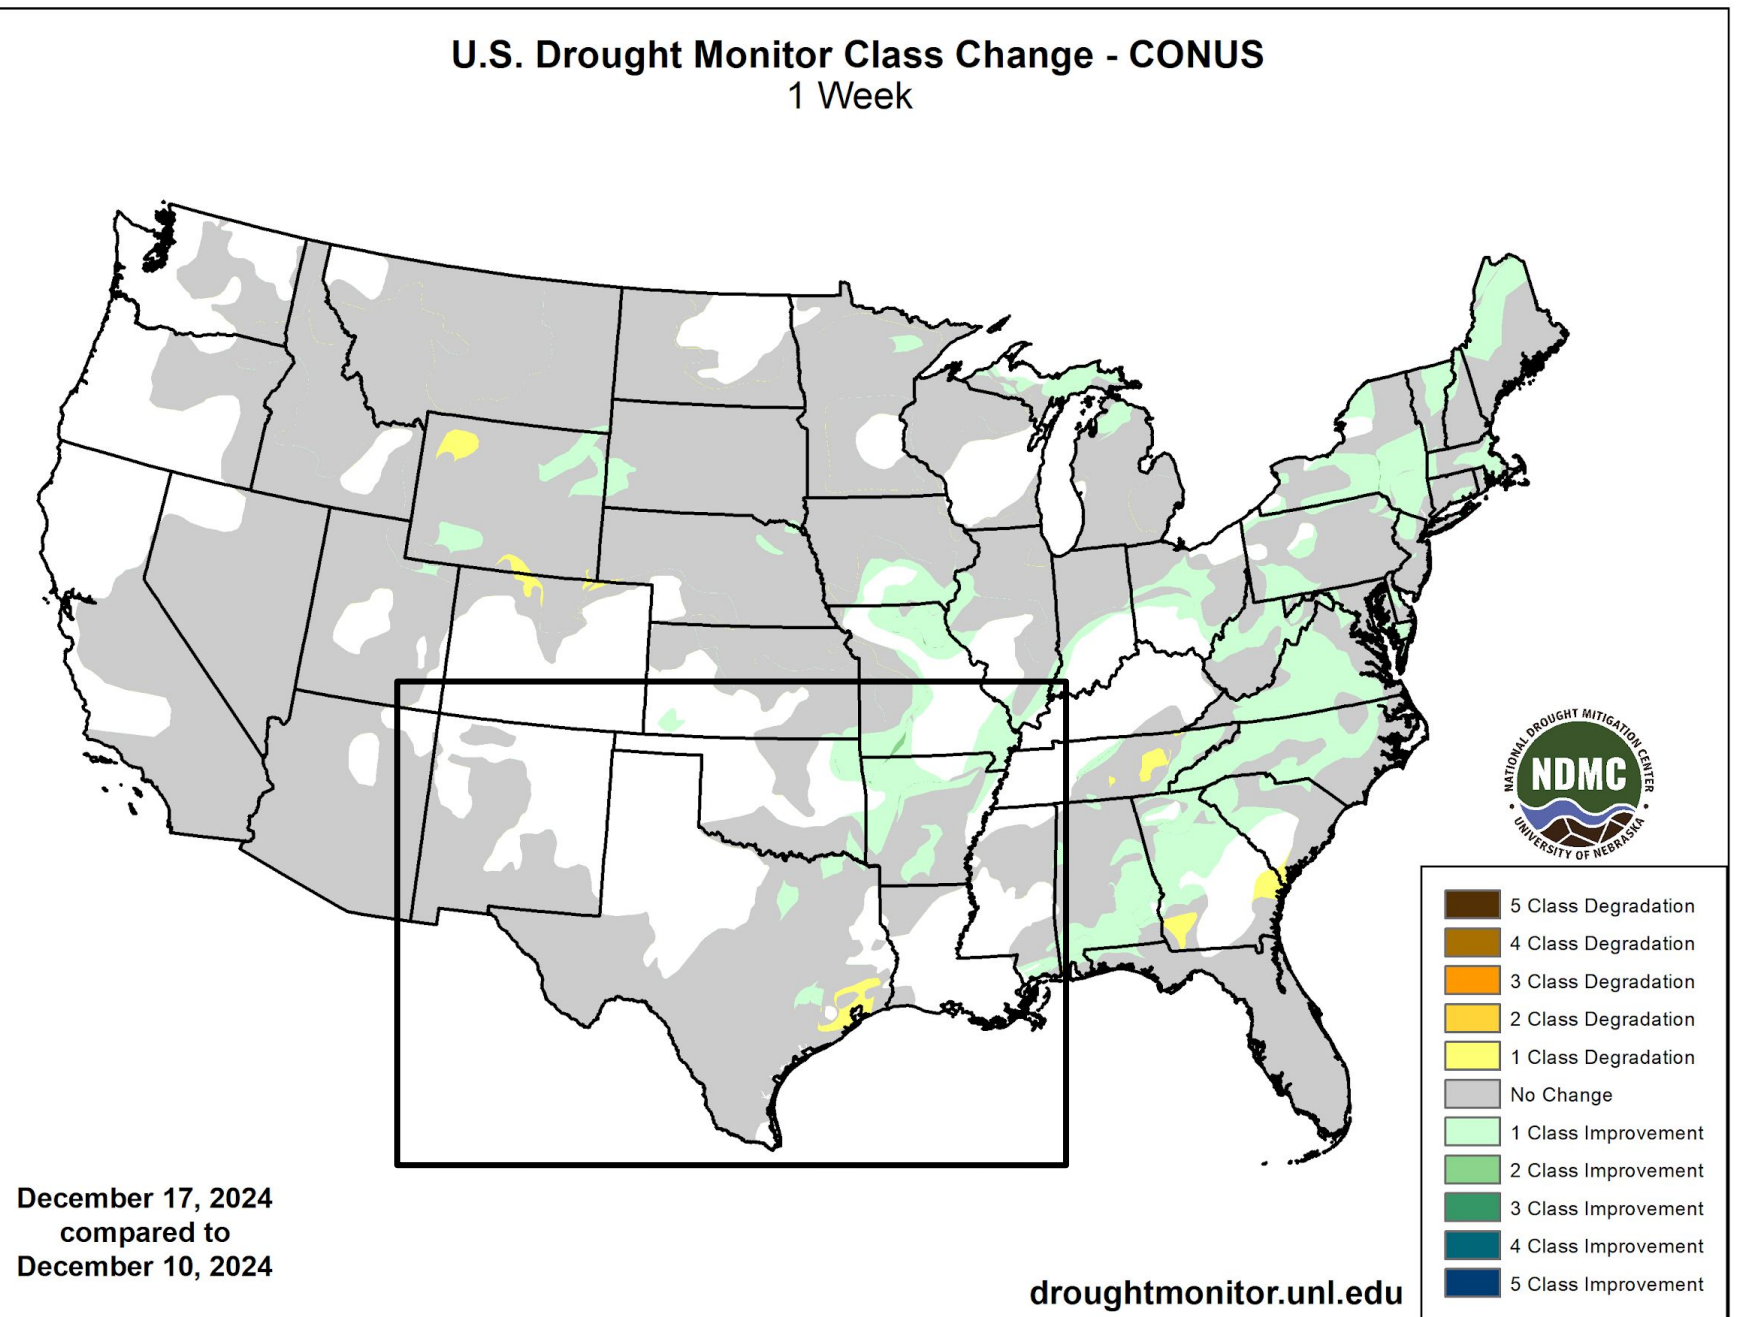 U.S. Drought Monitor Class Change - CONUS
1 Week
NATIONAL DROUGHT MITIGATION CENTER
NDMC
UNIVERSITY OF NEBRASKA
5 Class Degradation
4 Class Degradation
3 Class Degradation
2 Class Degradation
1 Class Degradation
No Change
1 Class Improvement
2 Class Improvement
3 Class Improvement
4 Class Improvement
5 Class Improvement
December 17, 2024
compared to
December 10, 2024
droughtmonitor.unl.edu